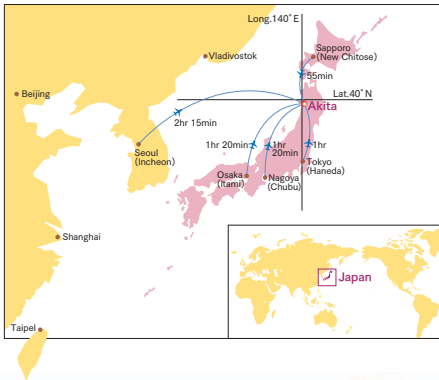 Long.140°E
Sapporo
(New Chitose)
Vladivostok
55min
Beijing
Lat.40°N
Akita
2hr 15min
1hr 20min
1hr
20min
1hr
Seoul
(Incheon)
Tokyo
(Haneda)
Osaka
(Itami)
Nagoya
(Chubu)
Shanghai
Japan
Taipei